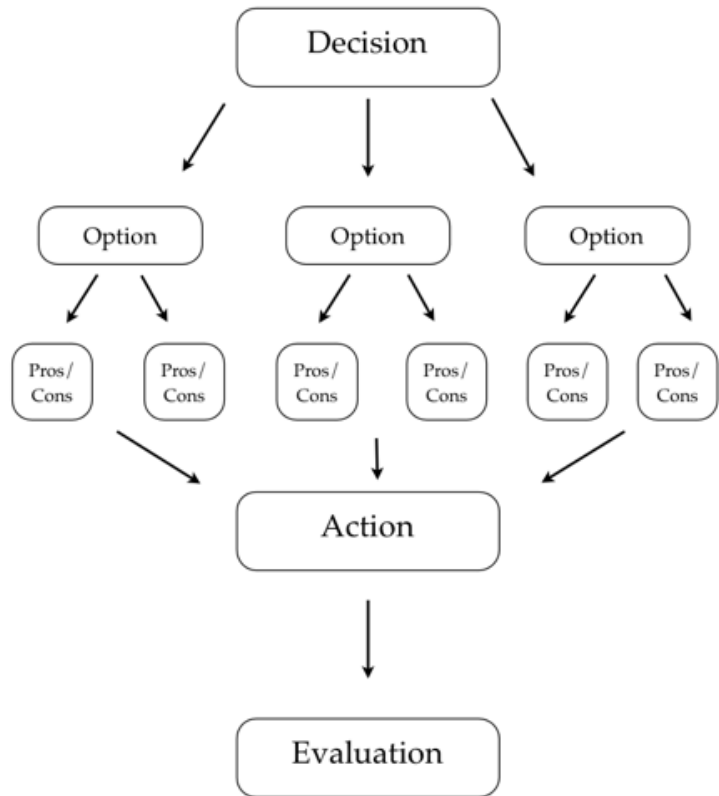 Decision
Option
Option
Option
Pros/
Cons
Pros/
Cons
Pros/
Cons
Pros/
Cons
Pros/
Cons
Pros/
Cons
Action
Evaluation